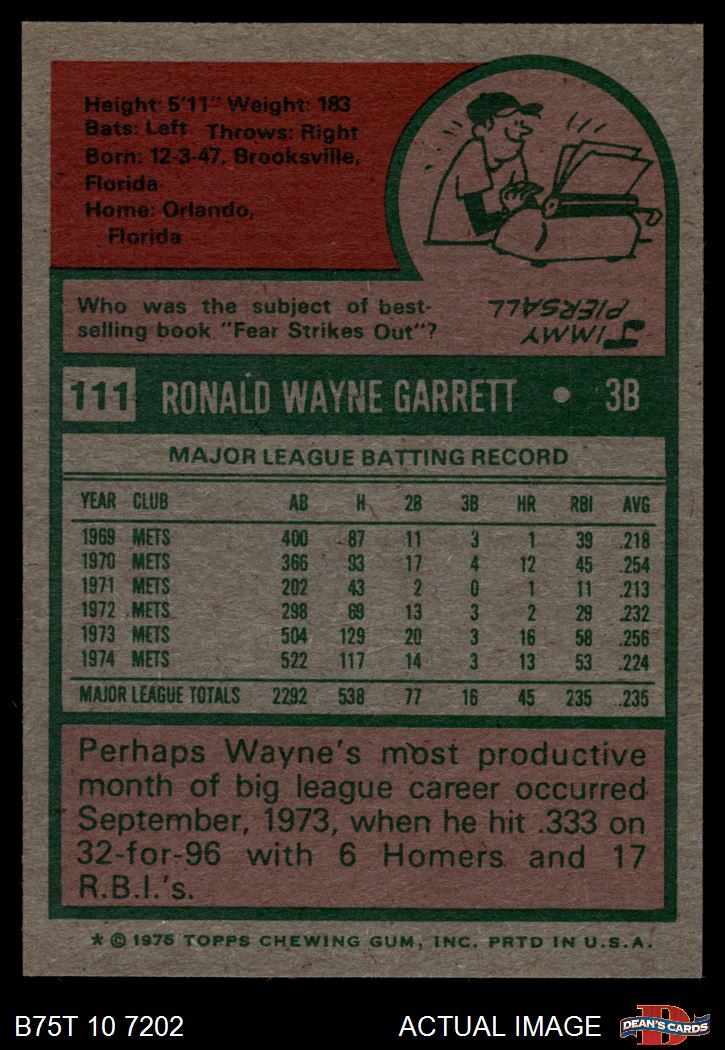 Height: 5'11" Weight: 183
Bats: Left Throws: Right
Born: 12-3-47, Brooksville,
Florida
Home: Orlando,
Florida
Who was the subject of best-
selling book "Fear Strikes Out"?
JIMMY
PIERSALL
111 RONALD WAYNE GARRETT • 3B
MAJOR LEAGUE BATTING RECORD
YEAR CLUB AB H 2B 3B HR RBI AVG
1969 METS 400 87 11 3 1 39 .218
1970 METS 366 93 17 4 12 45 .254
1971 METS 202 43 2 0 1 11 .213
1972 METS 298 69 13 3 2 29 .232
1973 METS 504 129 20 3 16 58 .256
1974 METS 522 117 14 3 13 53 .224
MAJOR LEAGUE TOTALS 2292 538 77 16 45 235 .235
Perhaps Wayne's most productive
month of big league career occurred
September, 1973, when he hit .333 on
32-for-96 with 6 Homers and 17
R.B.I.'s.
* © 1975 TOPPS CHEWING GUM, INC. PRTD IN U.S.A.
B75T 10 7202 ACTUAL IMAGE D DEAN'S CARDS